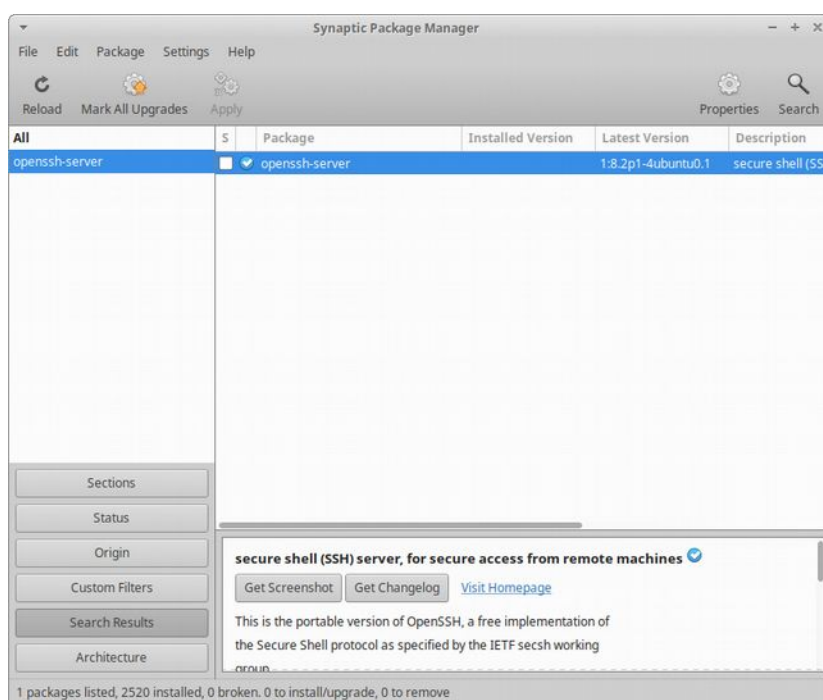 Synaptic Package Manager
File Edit Package Settings Help
Reload Mark All Upgrades Apply Properties Search
All
openssh-server
S Package Installed Version Latest Version Description
openssh-server 1:8.2p1-4ubuntu0.1 secure shell (SS
Sections
Status
Origin
Custom Filters
Search Results
Architecture
secure shell (SSH) server, for secure access from remote machines
Get Screenshot Get Changelog Visit Homepage
This is the portable version of OpenSSH, a free implementation of
the Secure Shell protocol as specified by the IETF secsh working
group.
1 packages listed, 2520 installed, 0 broken. 0 to install/upgrade, 0 to remove